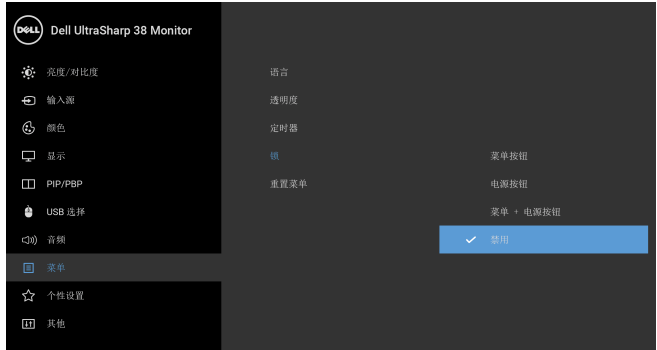 DELL Dell UltraSharp 38 Monitor
亮度/对比度
输入源
颜色
显示
PIP/PBP
USB 选择
音频
菜单
个性设置
其他
语言
透明度
定时器
锁
重置菜单
菜单按钮
电源按钮
菜单 + 电源按钮
禁用